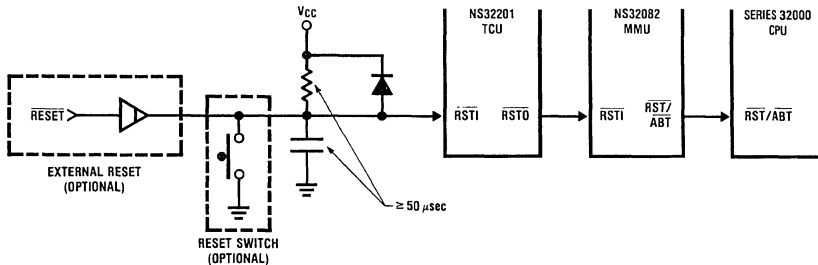 VCC
NS32201
TCU
NS32082
MMU
SERIES 32000
CPU
RESET
RSTI
RSTO
RSTI
RST/
ABT
RST/ABT
EXTERNAL RESET
(OPTIONAL)
≥ 50 μsec
RESET SWITCH
(OPTIONAL)